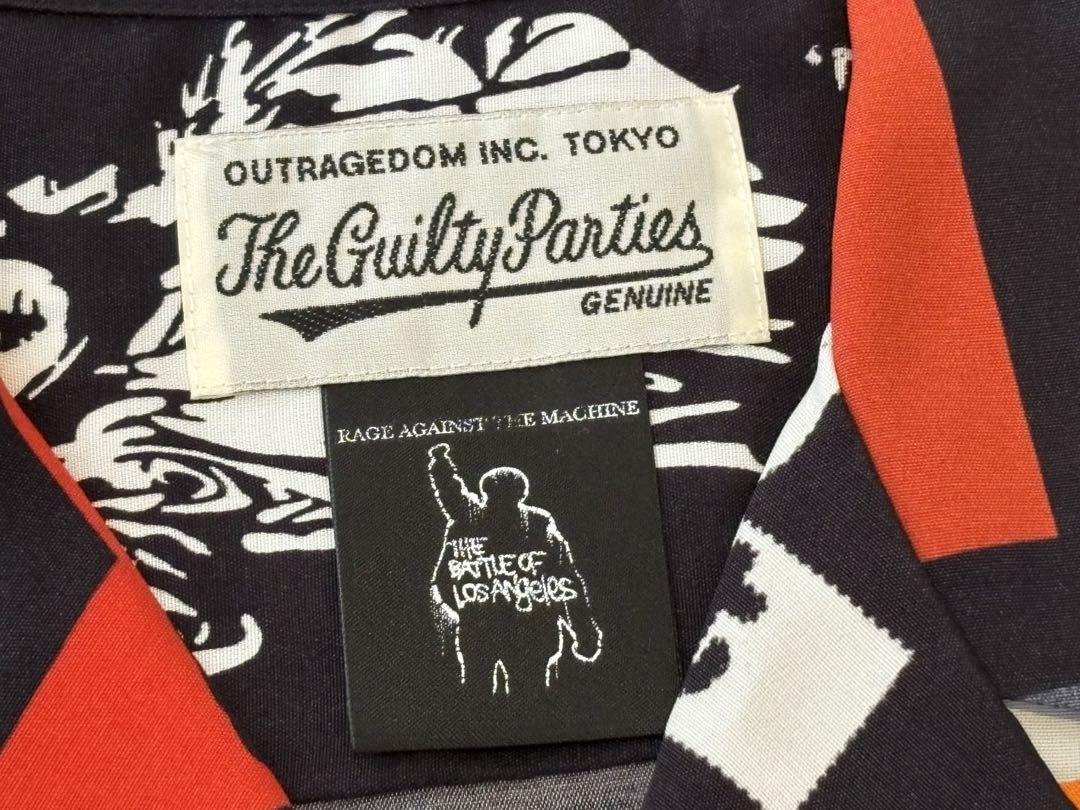 OUTRAGEDOM INC. TOKYO
The Guilty Parties
GENUINE
RAGE AGAINST THE MACHINE
THE
BATTLE OF
LOS ANGELES